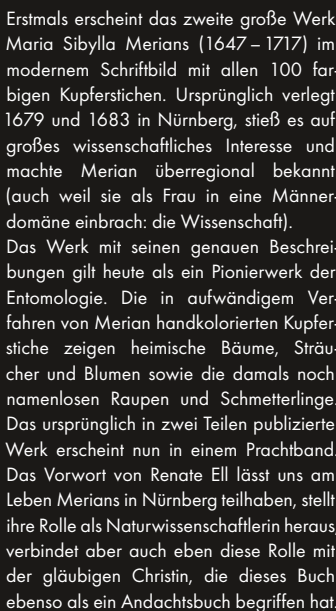 Erstmals erscheint das zweite große Werk
Maria Sibylla Merians (1647 – 1717) im
modernem Schriftbild mit allen 100 far-
bigen Kupferstichen. Ursprünglich verlegt
1679 und 1683 in Nürnberg, stieß es auf
großes wissenschaftliches Interesse und
machte Merian überregional bekannt
(auch weil sie als Frau in eine Männer-
domäne einbrach: die Wissenschaft).
Das Werk mit seinen genauen Beschrei-
bungen gilt heute als ein Pionierwerk der
Entomologie. Die in aufwändigem Ver-
fahren von Merian handkolorierten Kupfer-
stiche zeigen heimische Bäume, Sträu-
cher und Blumen sowie die damals noch
namenlosen Raupen und Schmetterlinge.
Das ursprünglich in zwei Teilen publizierte
Werk erscheint nun in einem Prachtband.
Das Vorwort von Renate Ell lässt uns am
Leben Merians in Nürnberg teilhaben, stellt
ihre Rolle als Naturwissenschaftlerin heraus,
verbindet aber auch eben diese Rolle mit
der gläubigen Christin, die dieses Buch
ebenso als ein Andachtsbuch begriffen hat.